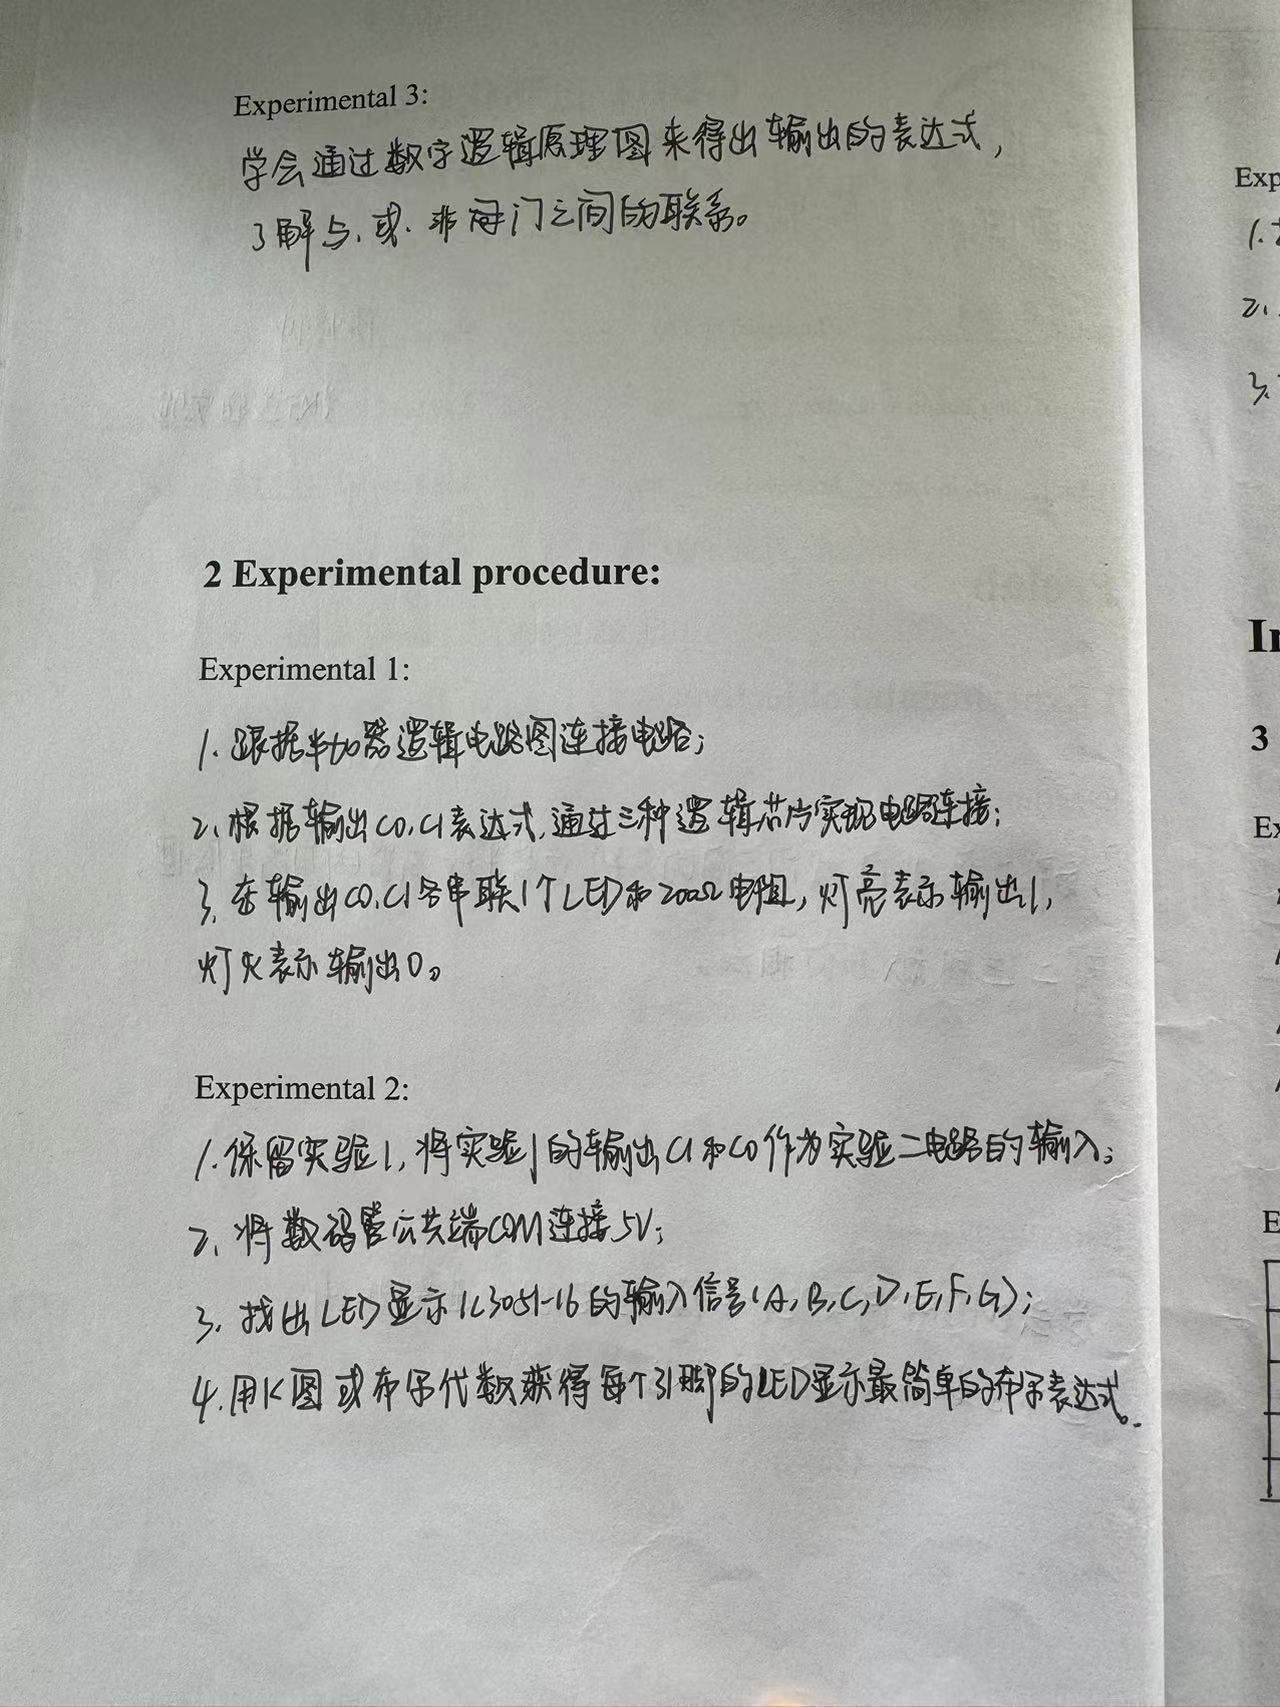 Experimental 3:
学会通过数字逻辑原理图来得出输出的表达式,
了解与、或、非 门之间的联系。
2 Experimental procedure:
Experimental 1:
1. 跟据半加器逻辑电路图连接电路;
2. 根据输出C0,C1表达式,通过三种逻辑芯片实现电路连接;
3. 在输出C0,C1各串联1个LED和200Ω电阻,灯亮表示输出1,
灯灭表示输出0。
Experimental 2:
1.保留实验1,将实验1的输出C1和C0作为实验二电路的输入;
2. 将数码管公共端COM连接5V;
3. 找出LED显示1L3051-16的输入信号(A,B,C,D,E,F,G);
4.用K图或布尔代数获得每个引脚的LED显示最简单的布尔表达式。
Exp
1.
2.
3.
In
3
Ex
E